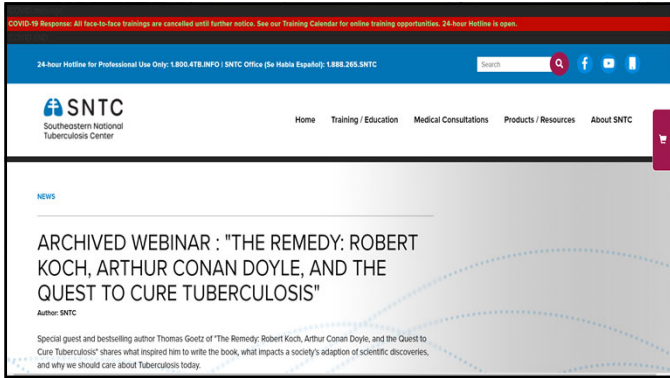 COVID-19 Response: All face-to-face trainings are cancelled until further notice. See our Training Calendar for online training opportunities. 24-hour Hotline is open.
24-hour Hotline for Professional Use Only: 1.800.4TB.INFO | SNTC Office (Se Habla Español): 1.888.265.SNTC
Search
SNTC
Southeastern National
Tuberculosis Center
Home Training / Education Medical Consultations Products / Resources About SNTC
NEWS
ARCHIVED WEBINAR : "THE REMEDY: ROBERT
KOCH, ARTHUR CONAN DOYLE, AND THE
QUEST TO CURE TUBERCULOSIS"
Author: SNTC
Special guest and bestselling author Thomas Goetz of "The Remedy: Robert Koch, Arthur Conan Doyle, and the Quest to
Cure Tuberculosis" shares what inspired him to write the book, what impacts a society's adaption of scientific discoveries,
and why we should care about Tuberculosis today.